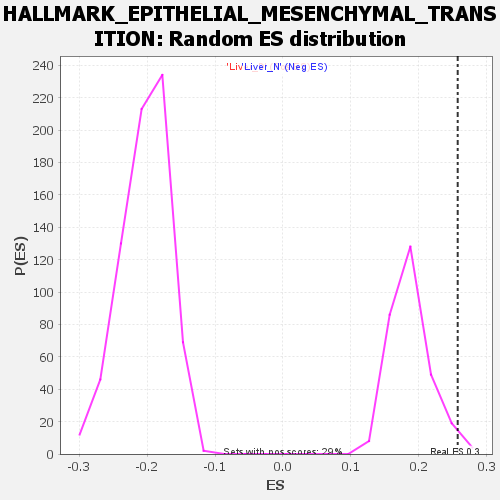 HALLMARK_EPITHELIAL_MESENCHYMAL_TRANS
ITION: Random ES distribution
'Liv'Liver_N' (Neg ES)
240
220
200
180
160
140
120
100
80
60
40
20
0
P(ES)
Sets with pos scores: 29%
Real ES 0.3
-0.3
-0.2
-0.1
0.0
0.1
0.2
0.3
ES